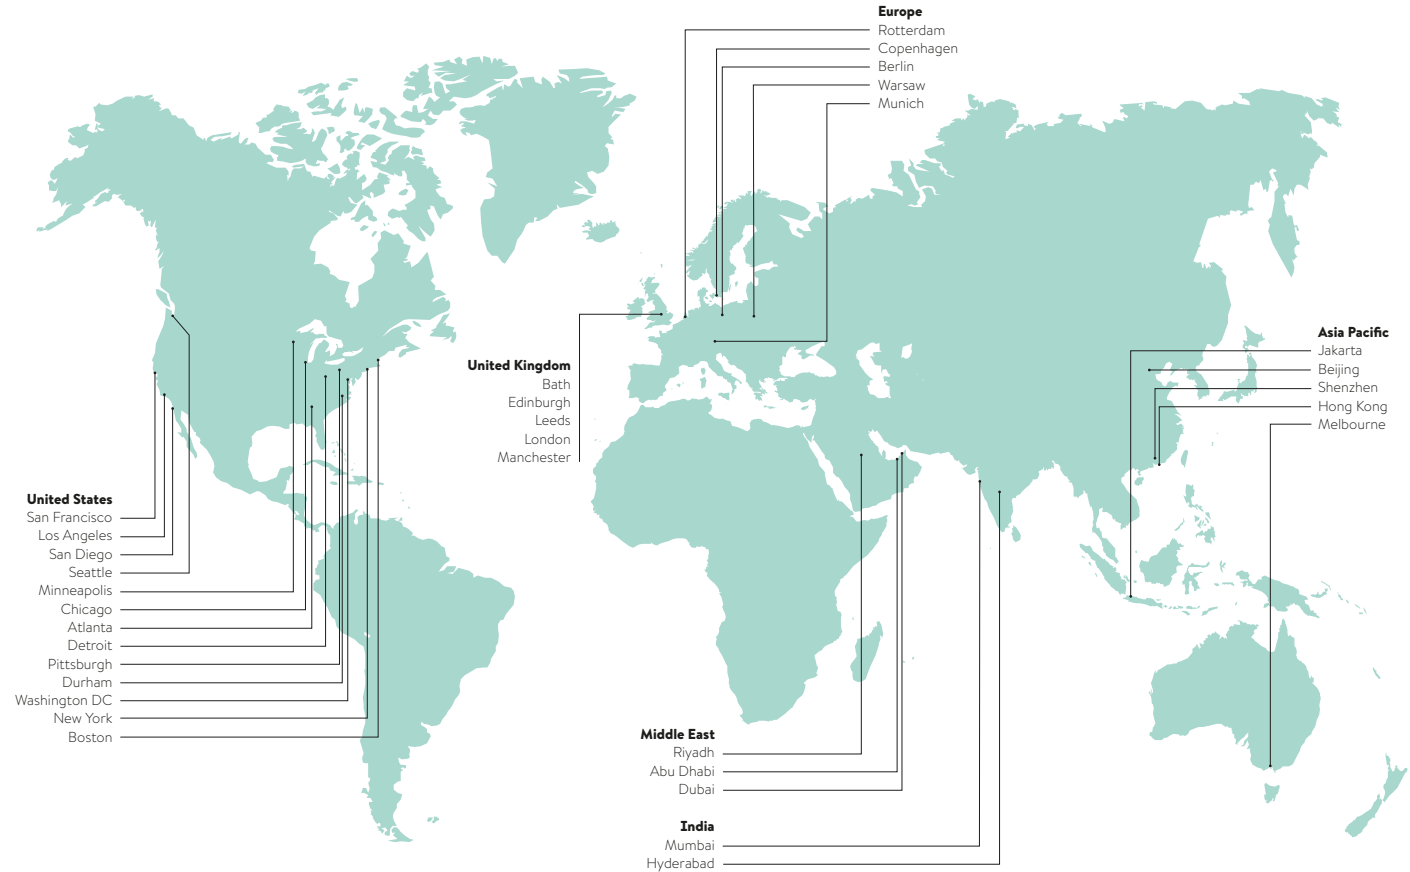 Europe
Rotterdam
Copenhagen
Berlin
Warsaw
Munich
United Kingdom
Bath
Edinburgh
Leeds
London
Manchester
Asia Pacific
Jakarta
Beijing
Shenzhen
Hong Kong
Melbourne
United States
San Francisco
Los Angeles
San Diego
Seattle
Minneapolis
Chicago
Atlanta
Detroit
Pittsburgh
Durham
Washington DC
New York
Boston
Middle East
Riyadh
Abu Dhabi
Dubai
India
Mumbai
Hyderabad